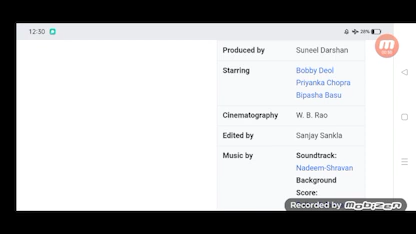 12:30
28%
Produced by Suneel Darshan
Starring Bobby Deol
Priyanka Chopra
Bipasha Basu
Cinematography W. B. Rao
Edited by Sanjay Sankla
Music by Soundtrack:
Nadeem-Shravan
Background
Score:
Recorded by mobizen